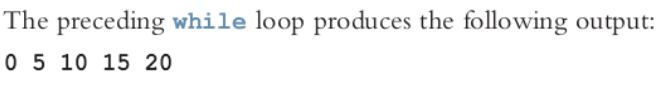 The preceding while loop produces the following output:
0 5 10 15 20